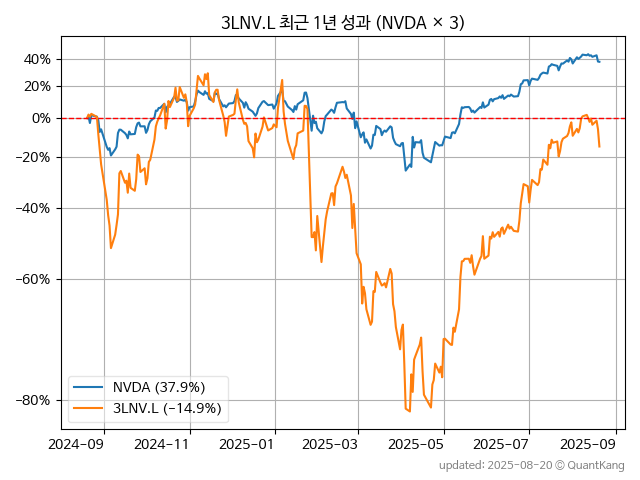 3LNV.L 최근 1년 성과 (NVDA × 3)
40%
20%
0%
−20%
−40%
−60%
−80%
NVDA (37.9%)
3LNV.L (−14.9%)
2024−09 2024−11 2025−01 2025−03 2025−05 2025−07 2025−09
updated: 2025-08-20 © QuantKang